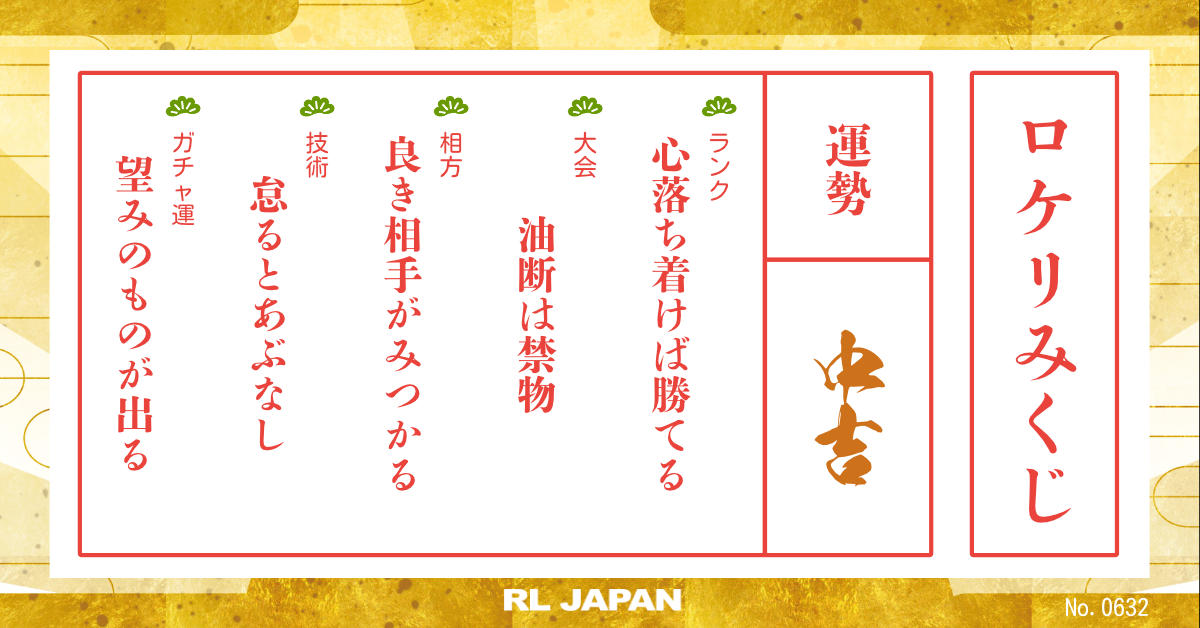 ロケリみくじ
運勢
中吉
ランク
心落ち着けば勝てる
大会
油断は禁物
相方
良き相手がみつかる
技術
怠るとあぶなし
ガチャ運
望みのものが出る
RL JAPAN
No. 0632